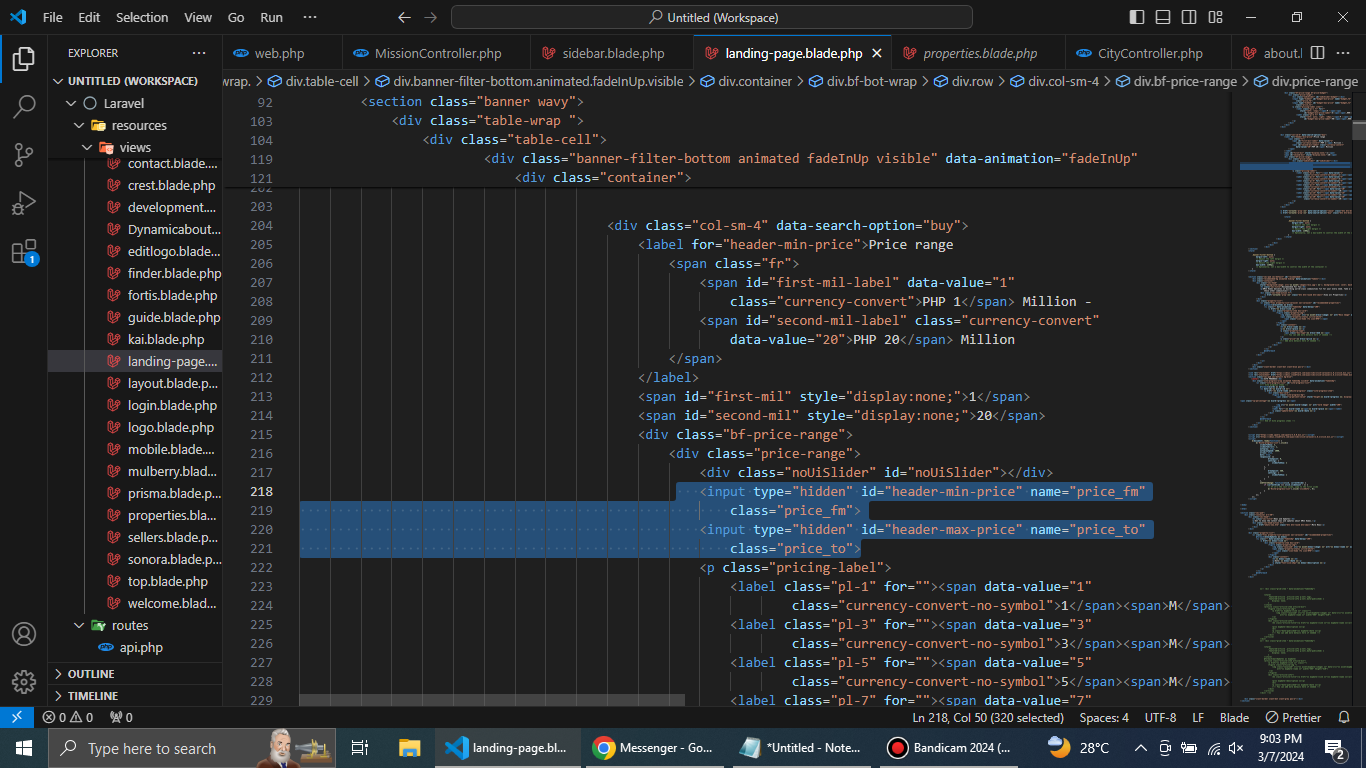 File Edit Selection View Go Run ··· Untitled (Workspace)
EXPLORER ···
web.php MissionController.php sidebar.blade.php landing-page.blade.php properties.blade.php CityController.php about.
UNTITLED (WORKSPACE)
wrap. > div.table-cell > div.banner-filter-bottom.animated.fadeInUp.visible > div.container > div.bf-bot-wrap > div.row > div.col-sm-4 > div.bf-price-range > div.price-range
Laravel
resources
views
contact.blade....
crest.blade.php
development....
Dynamicabout...
editlogo.blade...
finder.blade.php
fortis.blade.php
guide.blade.php
kai.blade.php
landing-page....
layout.blade.p...
login.blade.php
logo.blade.php
mobile.blade....
mulberry.blad...
prisma.blade.p...
properties.bla...
sellers.blade.p...
sonora.blade.p...
top.blade.php
welcome.blad...
routes
api.php
OUTLINE
TIMELINE
1
92 <section class="banner wavy">
103 <div class="table-wrap ">
104 <div class="table-cell">
119 <div class="banner-filter-bottom animated fadeInUp visible" data-animation="fadeInUp"
121 <div class="container">
202
203
204 <div class="col-sm-4" data-search-option="buy">
205 <label for="header-min-price">Price range
206 <span class="fr">
207 <span id="first-mil-label" data-value="1"
208 class="currency-convert">PHP 1</span> Million -
209 <span id="second-mil-label" class="currency-convert"
210 data-value="20">PHP 20</span> Million
211 </span>
212 </label>
213 <span id="first-mil" style="display:none;">1</span>
214 <span id="second-mil" style="display:none;">20</span>
215 <div class="bf-price-range">
216 <div class="price-range">
217 <div class="noUiSlider" id="noUiSlider"></div>
218 <input type="hidden" id="header-min-price" name="price_fm"
219 class="price_fm">
220 <input type="hidden" id="header-max-price" name="price_to"
221 class="price_to">
222 <p class="pricing-label">
223 <label class="pl-1" for=""><span data-value="1"
224 class="currency-convert-no-symbol">1</span><span>M</span>
225 <label class="pl-3" for=""><span data-value="3"
226 class="currency-convert-no-symbol">3</span><span>M</span>
227 <label class="pl-5" for=""><span data-value="5"
228 class="currency-convert-no-symbol">5</span><span>M</span>
229 <label class="pl-7" for=""><span data-value="7"
0 0 0 Ln 218, Col 50 (320 selected) Spaces: 4 UTF-8 LF Blade Prettier
Type here to search landing-page.bl... Messenger - Go... *Untitled - Note... Bandicam 2024 (... 28°C 9:03 PM
3/7/2024
2